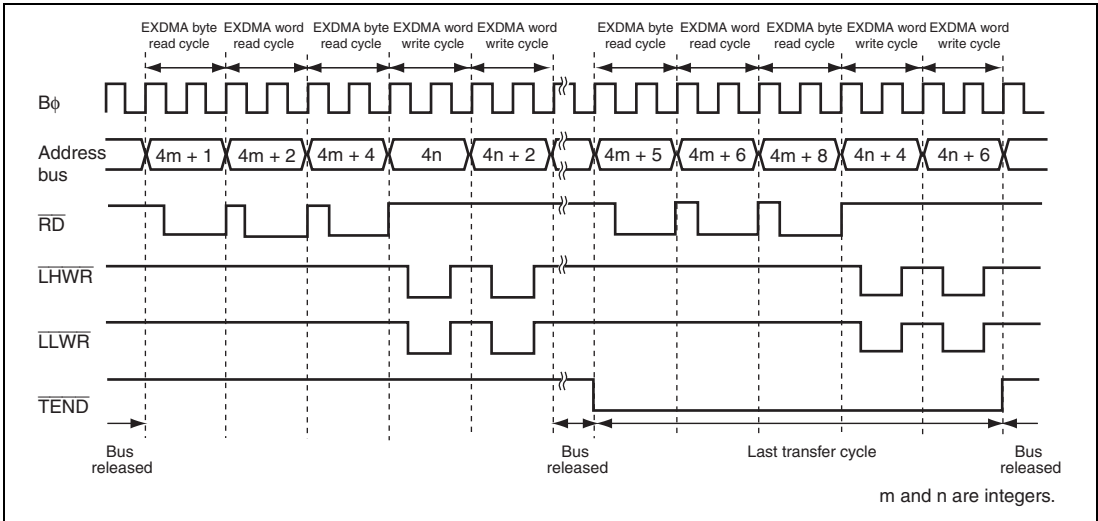 EXDMA byte read cycle
EXDMA word read cycle
EXDMA byte read cycle
EXDMA word write cycle
EXDMA word write cycle
EXDMA byte read cycle
EXDMA word read cycle
EXDMA byte read cycle
EXDMA word write cycle
EXDMA word write cycle
Bφ
Address bus
4m + 1 4m + 2 4m + 4 4n 4n + 2 4m + 5 4m + 6 4m + 8 4n + 4 4n + 6
RD
LHWR
LLWR
TEND
Bus released
Bus released
Last transfer cycle
Bus released
m and n are integers.